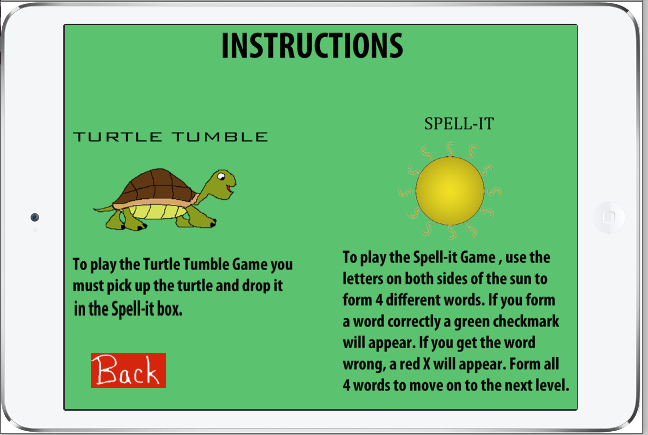 INSTRUCTIONS
TURTLE TUMBLE
To play the Turtle Tumble Game you
must pick up the turtle and drop it
in the Spell-it box.
Back
SPELL-IT
To play the Spell-it Game , use the
letters on both sides of the sun to
form 4 different words. If you form
a word correctly a green checkmark
will appear. If you get the word
wrong, a red X will appear. Form all
4 words to move on to the next level.